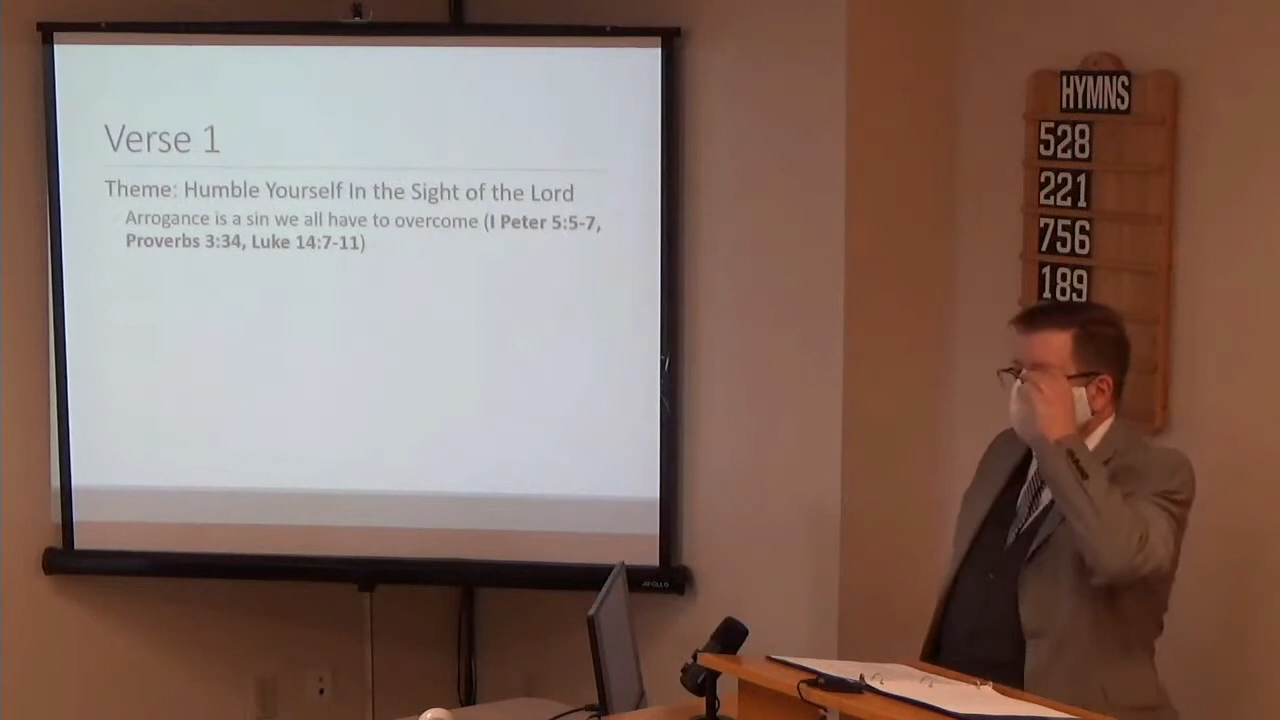 Verse 1
Theme: Humble Yourself In the Sight of the Lord
Arrogance is a sin we all have to overcome (I Peter 5:5-7,
Proverbs 3:34, Luke 14:7-11)
HYMNS
528
221
756
189
APOLLO